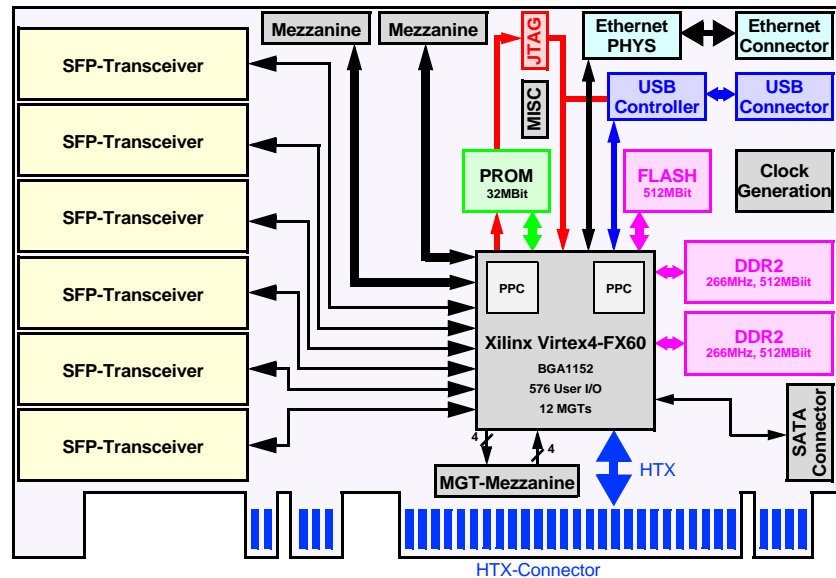 Mezzanine
Mezzanine
JTAG
Ethernet
PHYS
Ethernet
Connector
SFP-Transceiver
MISC
USB
Controller
USB
Connector
SFP-Transceiver
PROM
32MBit
FLASH
512MBit
Clock
Generation
SFP-Transceiver
PPC
PPC
DDR2
266MHz, 512MBiit
SFP-Transceiver
Xilinx Virtex4-FX60
BGA1152
576 User I/O
12 MGTs
DDR2
266MHz, 512MBiit
SFP-Transceiver
SFP-Transceiver
SATA
Connector
4
4
MGT-Mezzanine
HTX
HTX-Connector